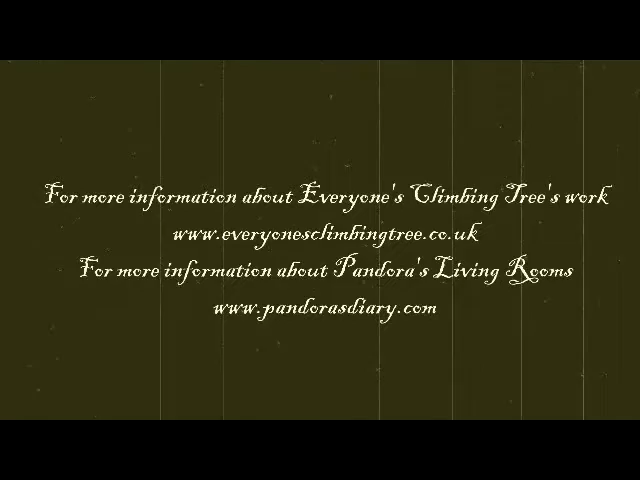 For more information about Everyone's Climbing Tree's work
www.everyonesclimbingtree.co.uk
For more information about Pandora's Living Rooms
www.pandorasdiary.com